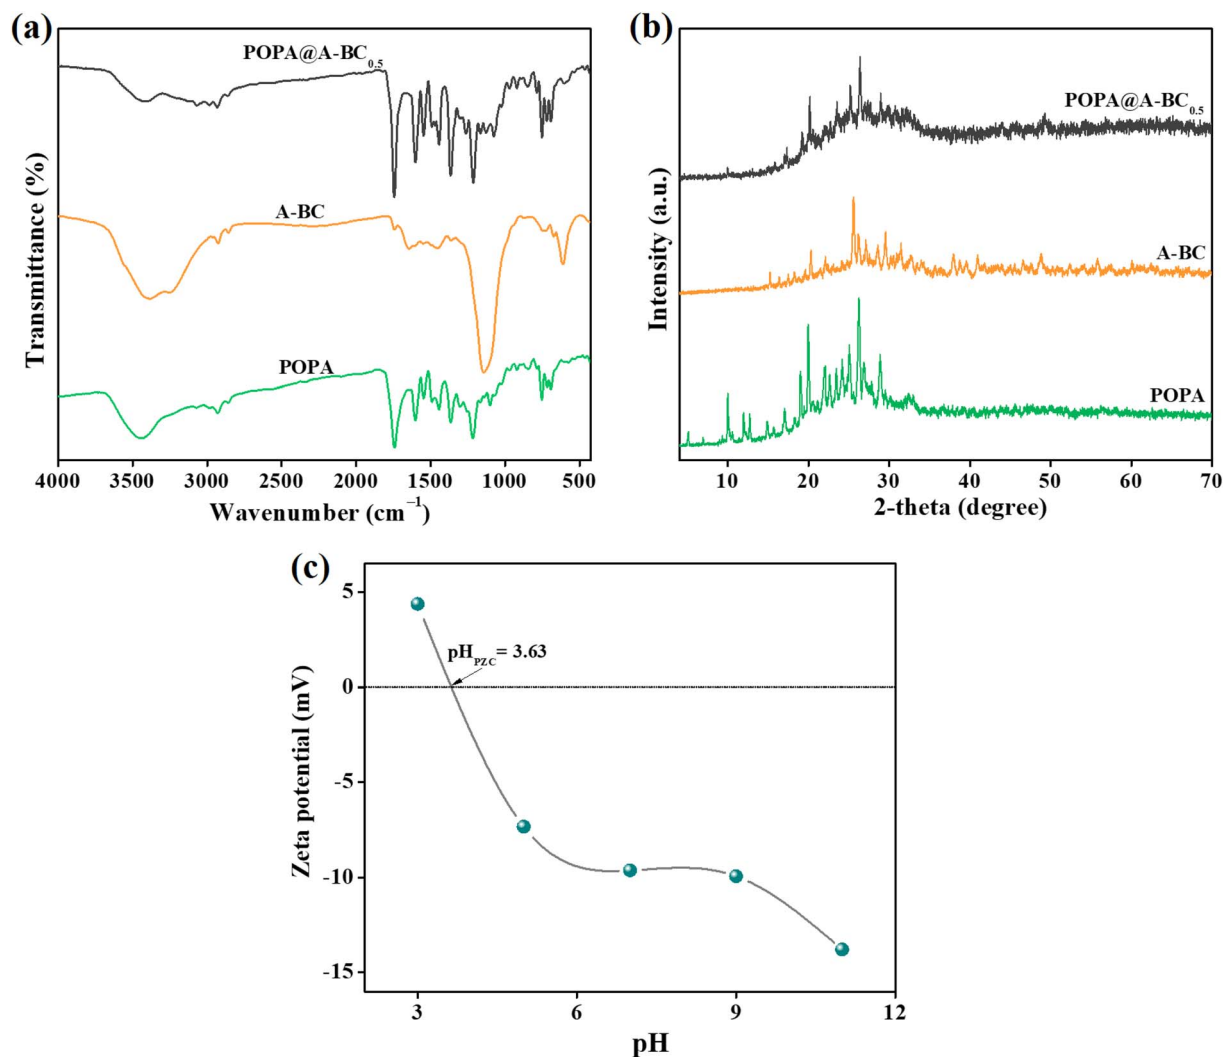 (a)
POPA@A-BC0.5
A-BC
POPA
Transmittance (%)
4000 3500 3000 2500 2000 1500 1000 500
Wavenumber (cm–1)
(b)
POPA@A-BC0.5
A-BC
POPA
Intensity (a.u.)
10 20 30 40 50 60 70
2-theta (degree)
(c)
5
0
-5
-10
-15
Zeta potential (mV)
pHPZC= 3.63
3 6 9 12
pH